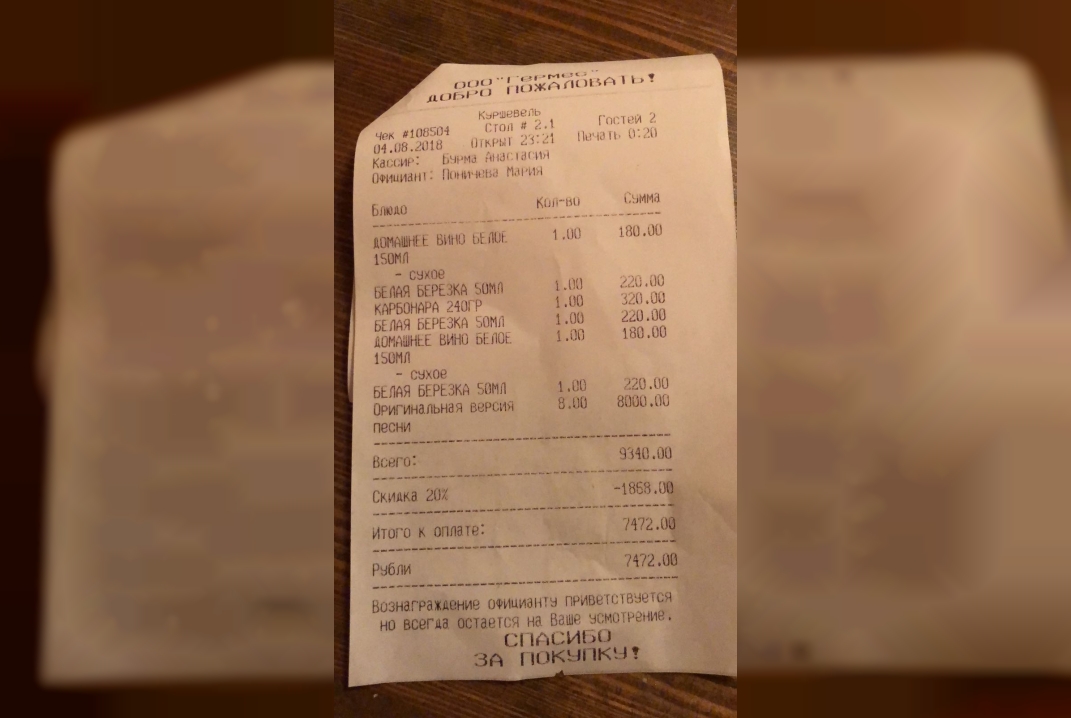 ООО"Гермес"
ДОБРО ПОЖАЛОВАТЬ!
Куршевель
Чек #108504 Стол # 2.1 Гостей 2
04.08.2018 Открыт 23:21 Печать 0:20
Кассир: Бурма Анастасия
Официант: Поничева Мария
Блюдо Кол-во Сумма
ДОМАШНЕЕ ВИНО БЕЛОЕ 1.00 180.00
150МЛ
- сухое
БЕЛАЯ БЕРЕЗКА 50МЛ 1.00 220.00
КАРБОНАРА 240ГР 1.00 320.00
БЕЛАЯ БЕРЕЗКА 50МЛ 1.00 220.00
ДОМАШНЕЕ ВИНО БЕЛОЕ 1.00 180.00
150МЛ
- сухое
БЕЛАЯ БЕРЕЗКА 50МЛ 1.00 220.00
Оригинальная версия 8.00 8000.00
песни
Всего: 9340.00
Скидка 20% -1868.00
Итого к оплате: 7472.00
Рубли 7472.00
Вознаграждение официанту приветствуется
но всегда остается на Ваше усмотрение.
СПАСИБО
ЗА ПОКУПКУ!